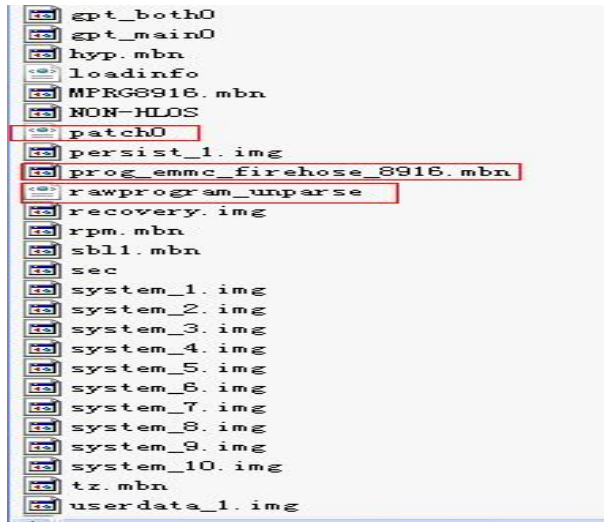 gpt_both0
gpt_main0
hyp.mbn
loadinfo
MPRG8916.mbn
NON-HLOS
patch0
persist_1.img
prog_emmc_firehose_8916.mbn
rawprogram_unparse
recovery.img
rpm.mbn
sbl1.mbn
sec
system_1.img
system_2.img
system_3.img
system_4.img
system_5.img
system_6.img
system_7.img
system_8.img
system_9.img
system_10.img
tz.mbn
userdata_1.img